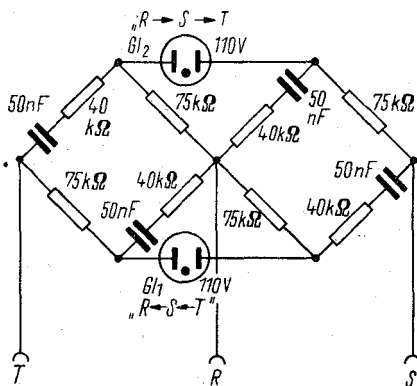 „R → S → T
Gl2 110V
50nF 40 kΩ 75kΩ 40kΩ 50 nF 75kΩ
75kΩ 50nF 40kΩ 75kΩ 40kΩ 50nF
Gl1 110V
„R ← S ← T"
T R S